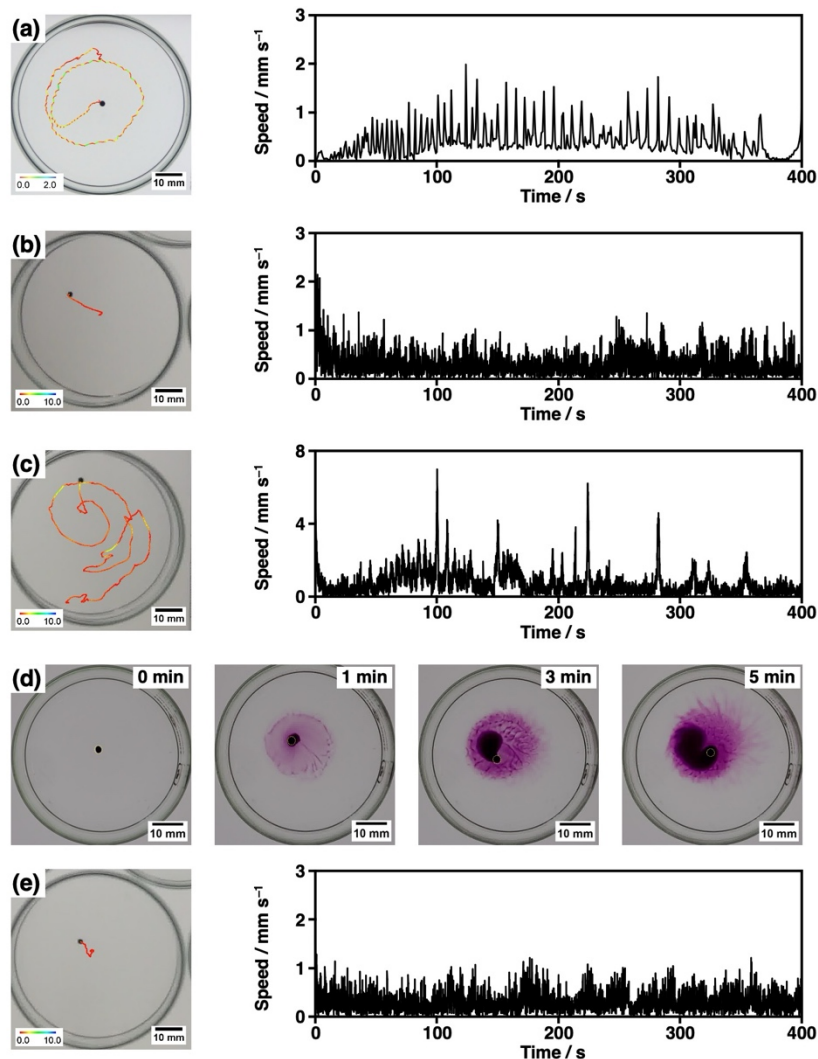 (a)
0.0 2.0
10 mm
Speed / mm s⁻¹
3
2
1
0
0 100 200 300 400
Time / s
(b)
0.0 10.0
10 mm
Speed / mm s⁻¹
3
2
1
0
0 100 200 300 400
Time / s
(c)
0.0 10.0
10 mm
Speed / mm s⁻¹
8
4
0
0 100 200 300 400
Time / s
(d)
0 min 1 min 3 min 5 min
10 mm 10 mm 10 mm 10 mm
(e)
0.0 10.0
10 mm
Speed / mm s⁻¹
3
2
1
0
0 100 200 300 400
Time / s